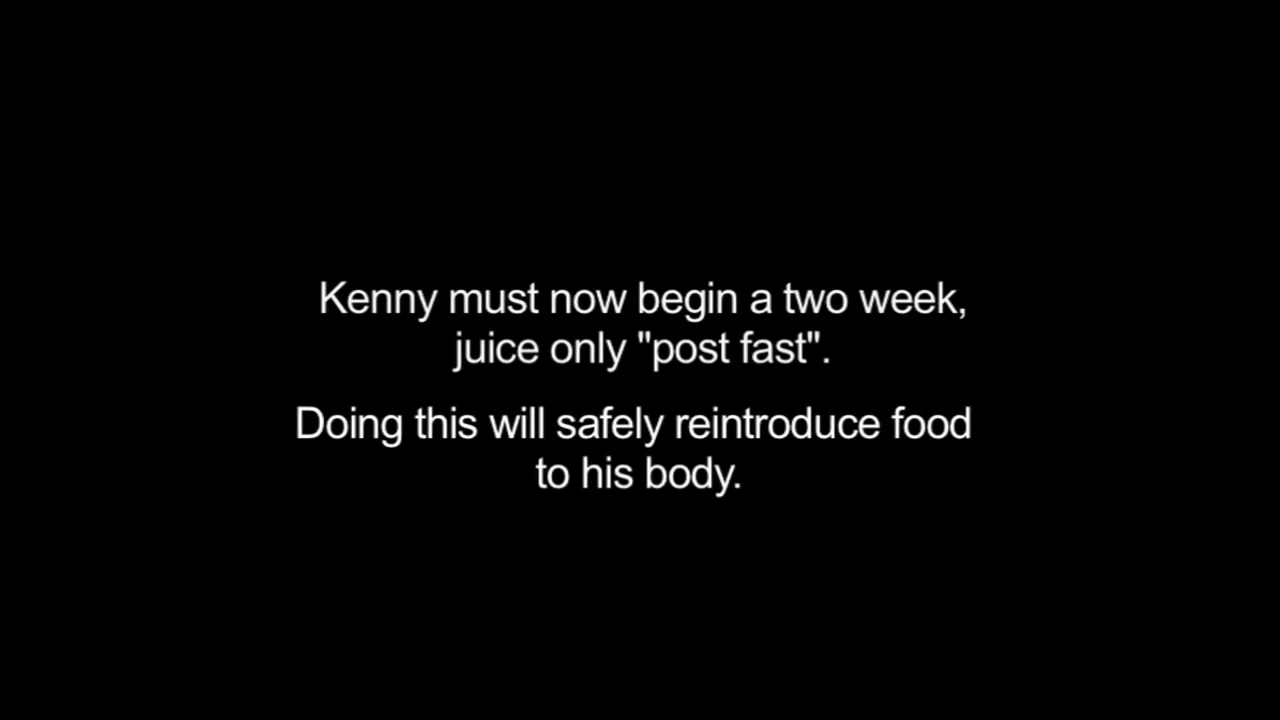 Kenny must now begin a two week,
juice only "post fast".
Doing this will safely reintroduce food
to his body.